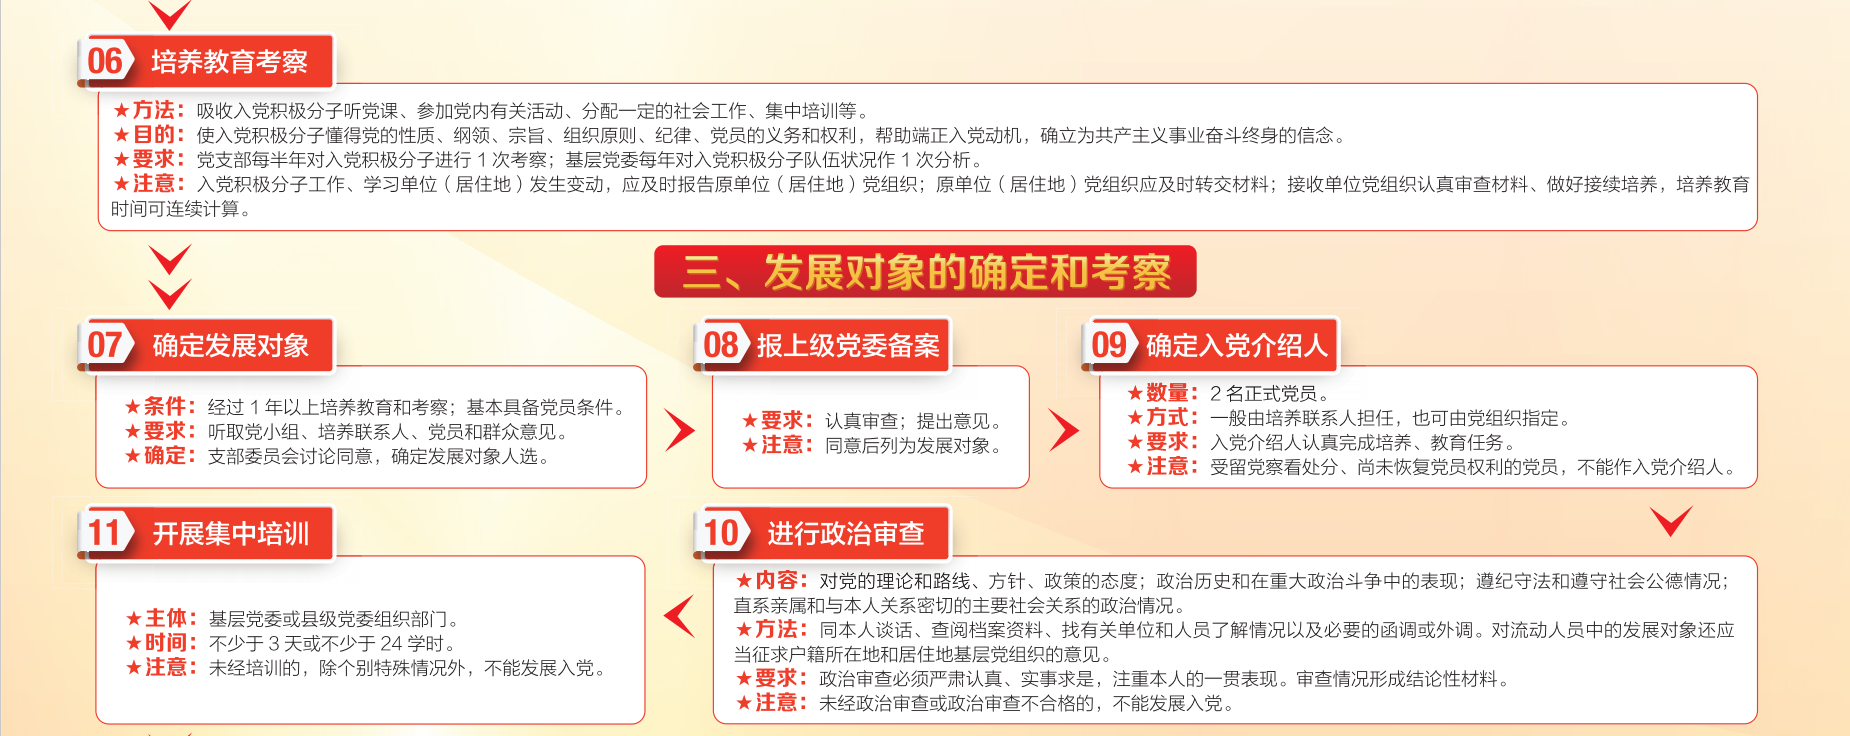 06 培养教育考察
★方法：吸收入党积极分子听党课、参加党内有关活动、分配一定的社会工作、集中培训等。
★目的：使入党积极分子懂得党的性质、纲领、宗旨、组织原则、纪律、党员的义务和权利，帮助端正入党动机，确立为共产主义事业奋斗终身的信念。
★要求：党支部每半年对入党积极分子进行 1 次考察；基层党委每年对入党积极分子队伍状况作 1 次分析。
★注意：入党积极分子工作、学习单位（居住地）发生变动，应及时报告原单位（居住地）党组织；原单位（居住地）党组织应及时转交材料；接收单位党组织认真审查材料、做好接续培养，培养教育
时间可连续计算。
三、发展对象的确定和考察
07 确定发展对象
★条件：经过 1 年以上培养教育和考察；基本具备党员条件。
★要求：听取党小组、培养联系人、党员和群众意见。
★确定：支部委员会讨论同意，确定发展对象人选。
08 报上级党委备案
★要求：认真审查；提出意见。
★注意：同意后列为发展对象。
09 确定入党介绍人
★数量：2 名正式党员。
★方式：一般由培养联系人担任，也可由党组织指定。
★要求：入党介绍人认真完成培养、教育任务。
★注意：受留党察看处分、尚未恢复党员权利的党员，不能作入党介绍人。
10 进行政治审查
★内容：对党的理论和路线、方针、政策的态度；政治历史和在重大政治斗争中的表现；遵纪守法和遵守社会公德情况；
直系亲属和与本人关系密切的主要社会关系的政治情况。
★方法：同本人谈话、查阅档案资料、找有关单位和人员了解情况以及必要的函调或外调。对流动人员中的发展对象还应
当征求户籍所在地和居住地基层党组织的意见。
★要求：政治审查必须严肃认真、实事求是，注重本人的一贯表现。审查情况形成结论性材料。
★注意：未经政治审查或政治审查不合格的，不能发展入党。
11 开展集中培训
★主体：基层党委或县级党委组织部门。
★时间：不少于 3 天或不少于 24 学时。
★注意：未经培训的，除个别特殊情况外，不能发展入党。